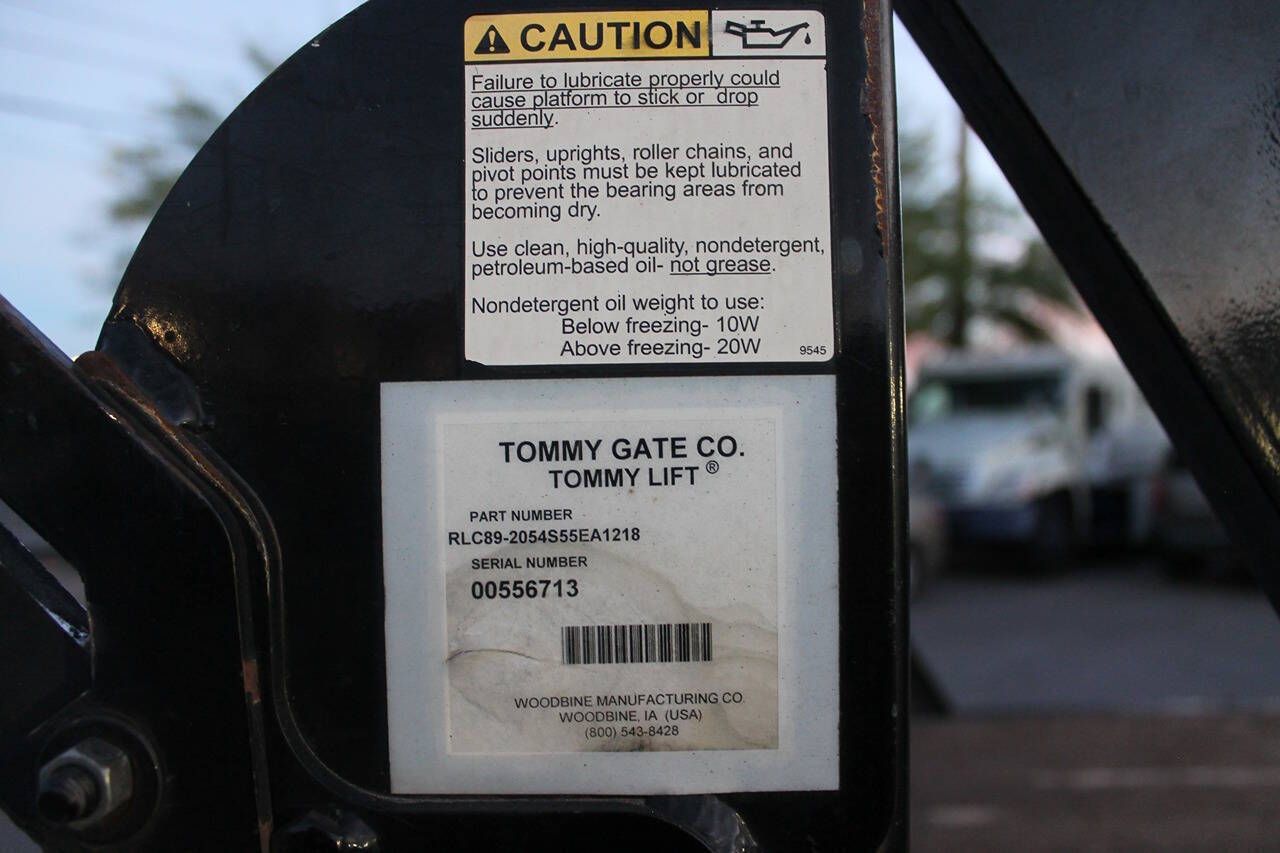 CAUTION
Failure to lubricate properly could
cause platform to stick or drop
suddenly.
Sliders, uprights, roller chains, and
pivot points must be kept lubricated
to prevent the bearing areas from
becoming dry.
Use clean, high-quality, nondetergent,
petroleum-based oil- not grease.
Nondetergent oil weight to use:
Below freezing- 10W
Above freezing- 20W
9545
TOMMY GATE CO.
TOMMY LIFT ®
PART NUMBER
RLC89-2054S55EA1218
SERIAL NUMBER
00556713
WOODBINE MANUFACTURING CO.
WOODBINE, IA (USA)
(800) 543-8428